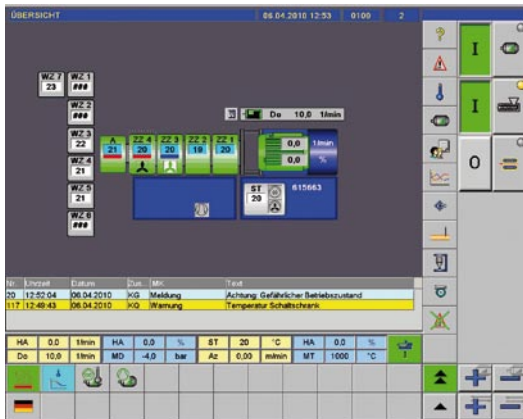 ÜBERSICHT 06.04.2010 12:53 0100 2
WZ 7 WZ 1
23 ###
WZ 2
###
WZ 3
22
WZ 4
21
WZ 5
21
WZ 6
###
Do 10,0 1/min
A ZZ 4 ZZ 3 ZZ 2 ZZ 1
21 20 20 19 20
0,0 1/min
0,0 %
ST
20
615663
I
I
O
Nr. Uhrzeit Datum Zus... MK Text
20 12:52:04 06.04.2010 KG Meldung Achtung: Gefährlicher Betriebszustand
117 12:49:43 06.04.2010 KQ Warnung Temperatur Schaltschrank
HA 0,0 1/min HA 0,0 % ST 20 °C HA 0,0 %
Do 10,0 1/min MD -4,0 bar Az 0,00 m/min MT 1000 °C